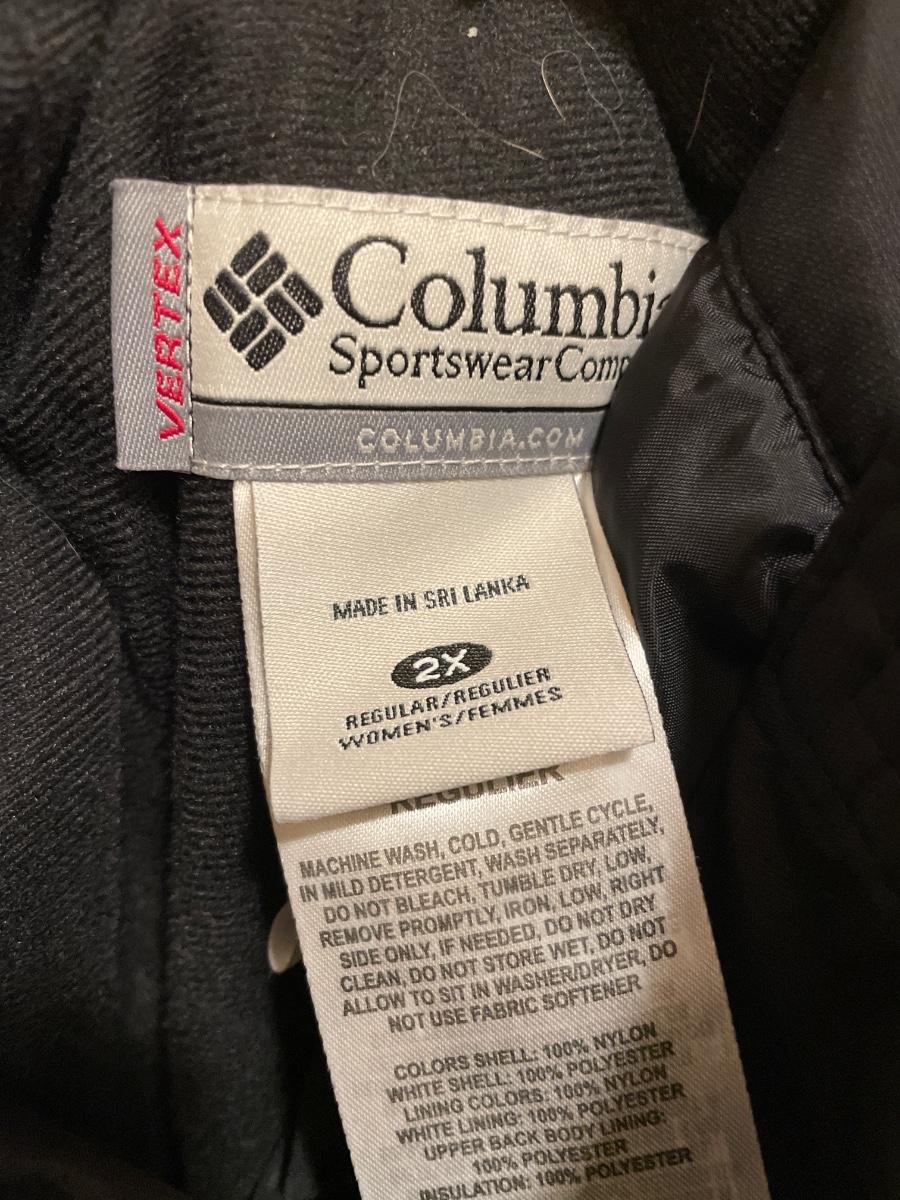 VERTEX
Columbi
Sportswear Comp
COLUMBIA.COM
MADE IN SRI LANKA
2X
REGULAR/REGULIER
WOMEN'S/FEMMES
REGULIER
MACHINE WASH, COLD, GENTLE CYCLE,
IN MILD DETERGENT, WASH SEPARATELY,
DO NOT BLEACH, TUMBLE DRY, LOW,
REMOVE PROMPTLY, IRON, LOW, RIGHT
SIDE ONLY, IF NEEDED, DO NOT DRY
CLEAN, DO NOT STORE WET, DO NOT
ALLOW TO SIT IN WASHER/DRYER, DO
NOT USE FABRIC SOFTENER
COLORS SHELL: 100% NYLON
WHITE SHELL: 100% POLYESTER
LINING COLORS: 100% NYLON
WHITE LINING: 100% POLYESTER
UPPER BACK BODY LINING:
100% POLYESTER
INSULATION: 100% POLYESTER